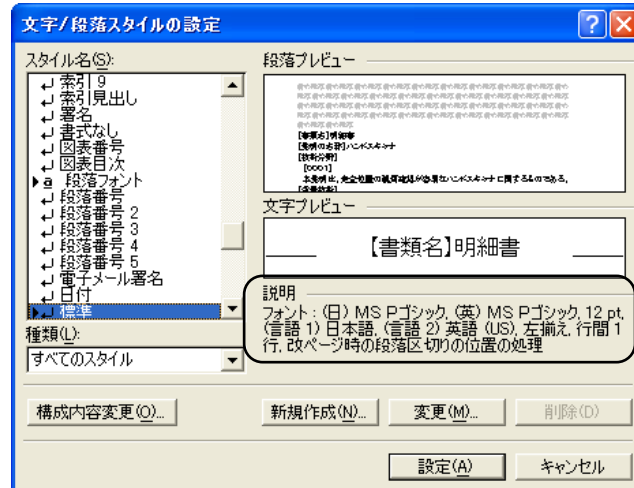 文字/段落スタイルの設定
スタイル名(S):
索引 9
索引見出し
署名
書式なし
図表番号
図表目次
a 段落フォント
段落番号
段落番号 2
段落番号 3
段落番号 4
段落番号 5
電子メール署名
日付
標準
種類(L):
すべてのスタイル
段落プレビュー
【書類名】明細書
【発明の名称】ハンドスキャナ
【技術分野】
【0001】
文字プレビュー
【書類名】明細書
説明
フォント : (日) MS Pゴシック, (英) MS Pゴシック, 12 pt,
(言語 1) 日本語, (言語 2) 英語 (US), 左揃え, 行間 1
行, 改ページ時の段落区切りの位置の処理
構成内容変更(O)...
新規作成(N)...
変更(M)...
削除(D)
設定(A)
キャンセル